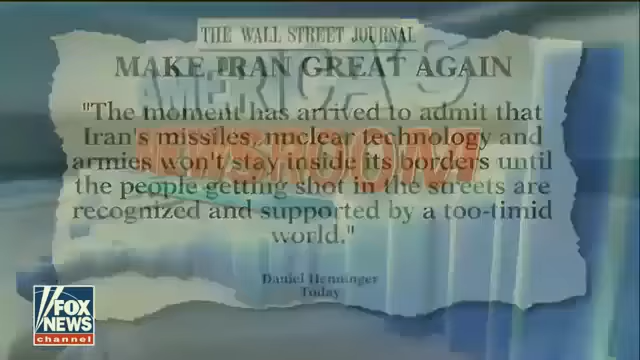 THE WALL STREET JOURNAL
MAKE IRAN GREAT AGAIN
"The moment has arrived to admit that
Iran's missiles, nuclear technology and
armies won't stay inside its borders until
the people getting shot in the streets are
recognized and supported by a too-timid
world."
Daniel Henninger
Today
AMERICA'S
NEWSROOM
FOX
NEWS
channel